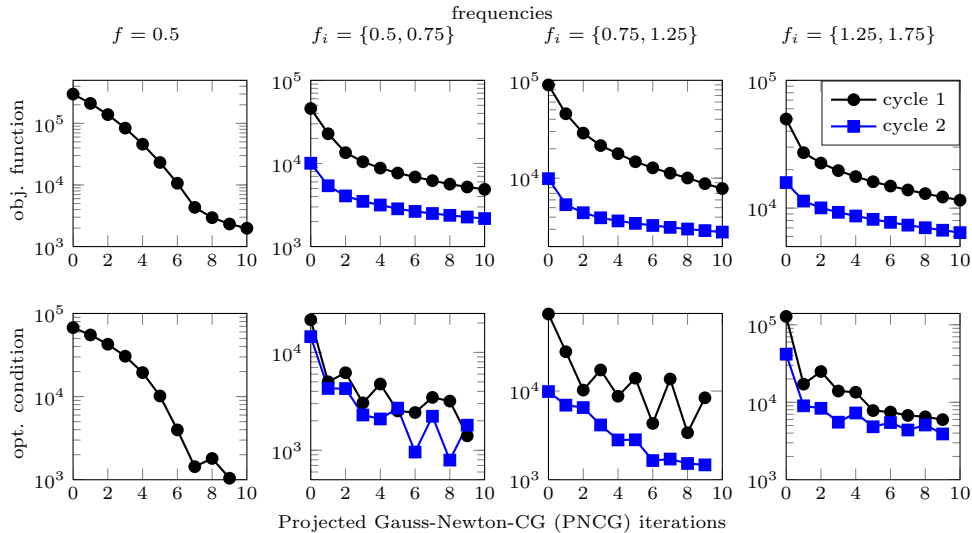 frequencies
f = 0.5
f_i = {0.5, 0.75}
f_i = {0.75, 1.25}
f_i = {1.25, 1.75}
obj. function
10^5
10^4
10^3
0 2 4 6 8 10
10^5
10^4
10^3
0 2 4 6 8 10
10^5
10^4
0 2 4 6 8 10
10^5
10^4
0 2 4 6 8 10
cycle 1
cycle 2
opt. condition
10^5
10^4
10^3
0 2 4 6 8 10
10^4
10^3
0 2 4 6 8 10
10^4
10^3
0 2 4 6 8 10
10^5
10^4
10^3
0 2 4 6 8 10
Projected Gauss-Newton-CG (PNCG) iterations